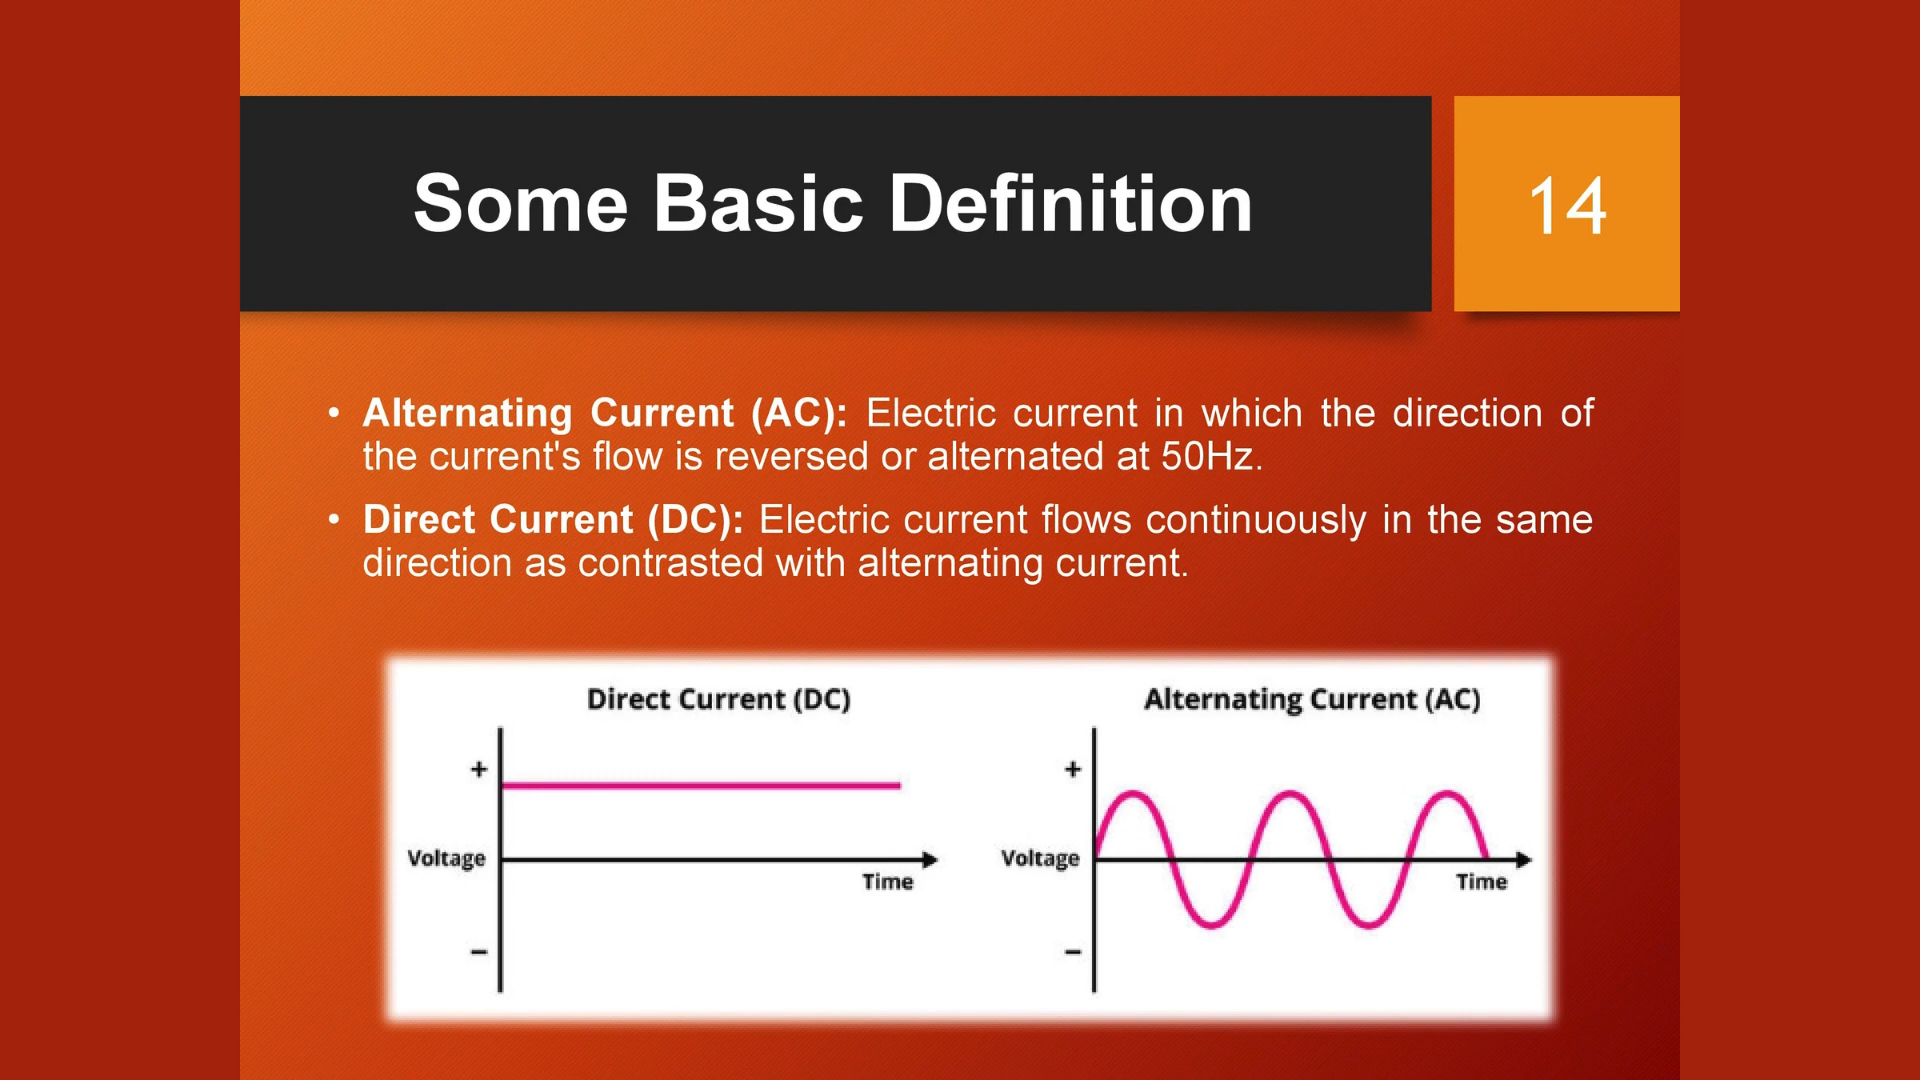 Some Basic Definition
14
• Alternating Current (AC): Electric current in which the direction of
the current's flow is reversed or alternated at 50Hz.
• Direct Current (DC): Electric current flows continuously in the same
direction as contrasted with alternating current.
Direct Current (DC)
+
Voltage
Time
–
Alternating Current (AC)
+
Voltage
Time
–